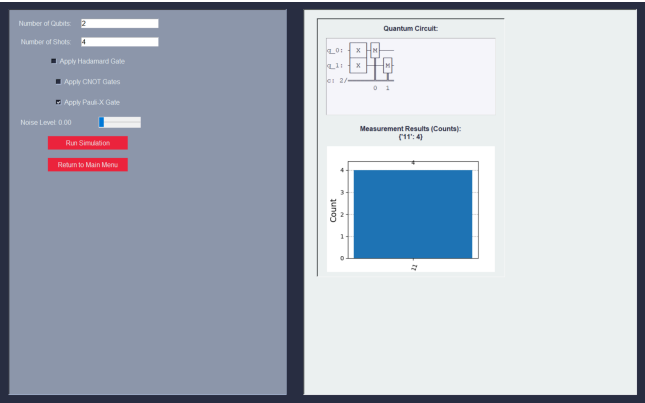 Number of Qubits: 2
Number of Shots: 4
Apply Hadamard Gate
Apply CNOT Gates
Apply Pauli-X Gate
Noise Level: 0.00
Run Simulation
Return to Main Menu
Quantum Circuit:
q_0: X M
q_1: X M
c: 2/
0 1
Measurement Results (Counts):
{'11': 4}
4
4
3
2
1
0
Count
11